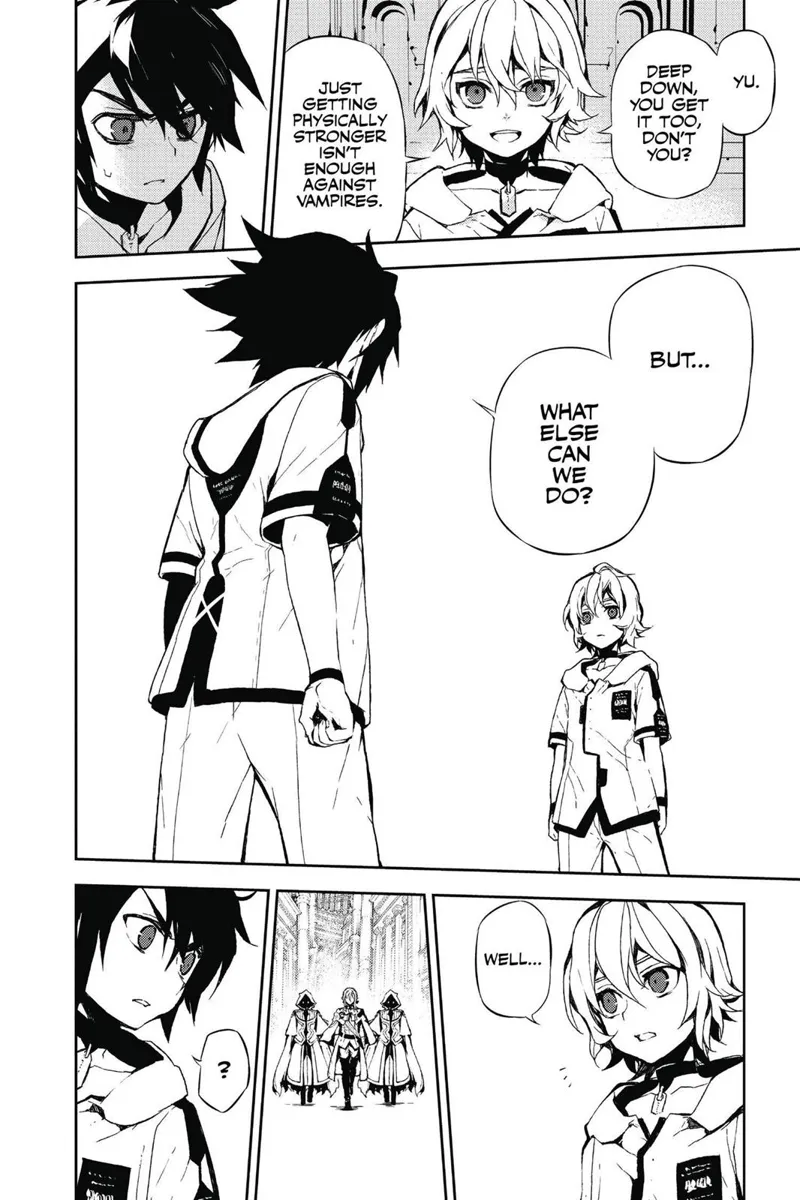 YU.
DEEP
DOWN,
YOU GET
IT TOO,
DON'T
YOU?
JUST
GETTING
PHYSICALLY
STRONGER
ISN'T
ENOUGH
AGAINST
VAMPIRES.
BUT...
WHAT
ELSE
CAN
WE
DO?
WELL...
?